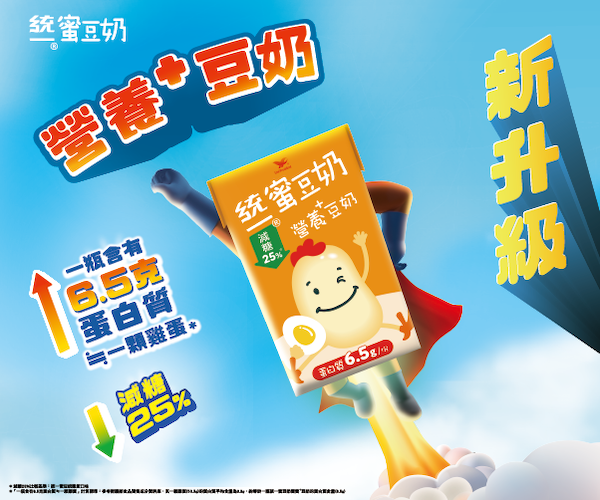 統一蜜豆奶®
營養+豆奶
新升級
統一®蜜豆奶
營養+豆奶
減糖
25%*
蛋白質 6.5g/瓶
一瓶含有
6.5克
蛋白質
≒一顆雞蛋*
減糖
25%